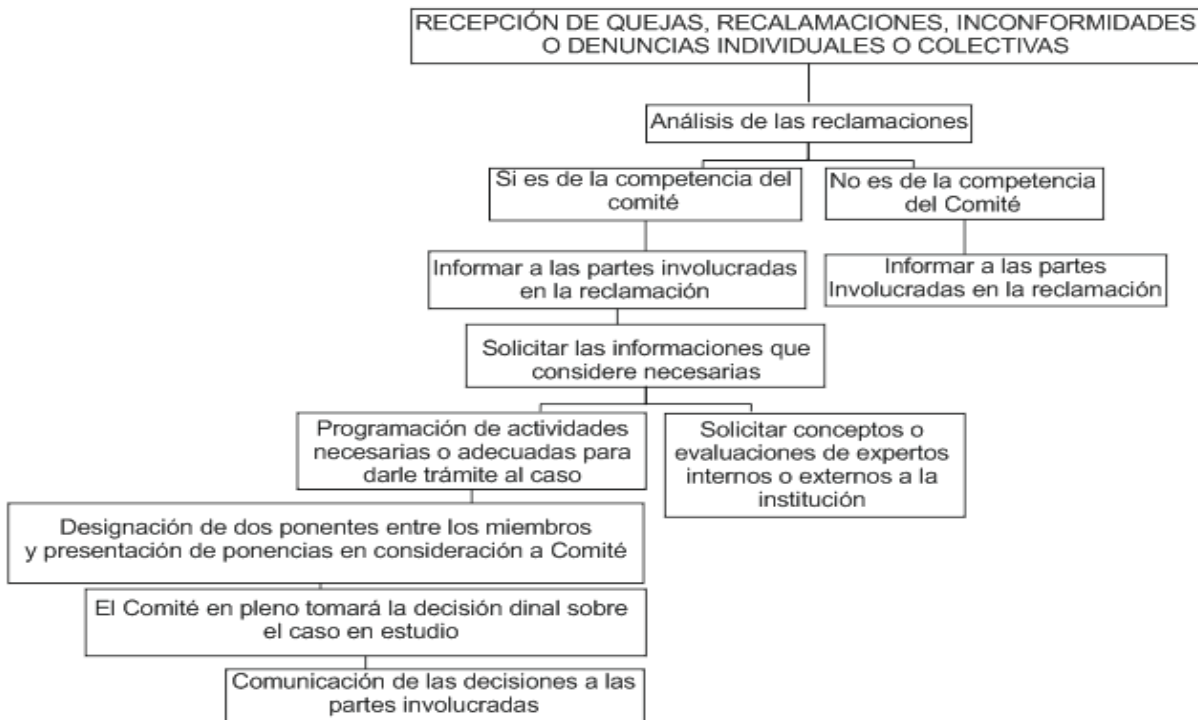 RECEPCIÓN DE QUEJAS, RECALAMACIONES, INCONFORMIDADES
O DENUNCIAS INDIVIDUALES O COLECTIVAS
Análisis de las reclamaciones
Si es de la competencia del
comité
No es de la competencia
del Comité
Informar a las partes involucradas
en la reclamación
Informar a las partes
Involucradas en la reclamación
Solicitar las informaciones que
considere necesarias
Programación de actividades
necesarias o adecuadas para
darle trámite al caso
Solicitar conceptos o
evaluaciones de expertos
internos o externos a la
institución
Designación de dos ponentes entre los miembros
y presentación de ponencias en consideración a Comité
El Comité en pleno tomará la decisión dinal sobre
el caso en estudio
Comunicación de las decisiones a las
partes involucradas